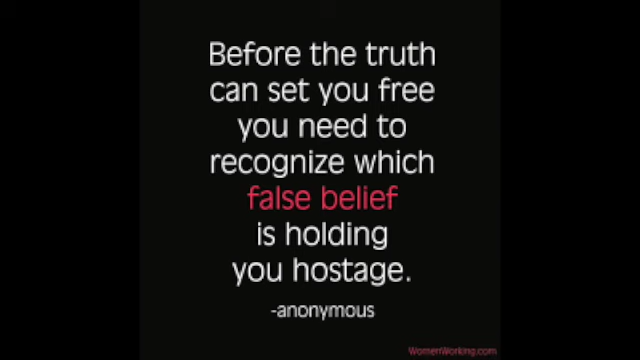 Before the truth
can set you free
you need to
recognize which
false belief
is holding
you hostage.
-anonymous
WomenWorking.com